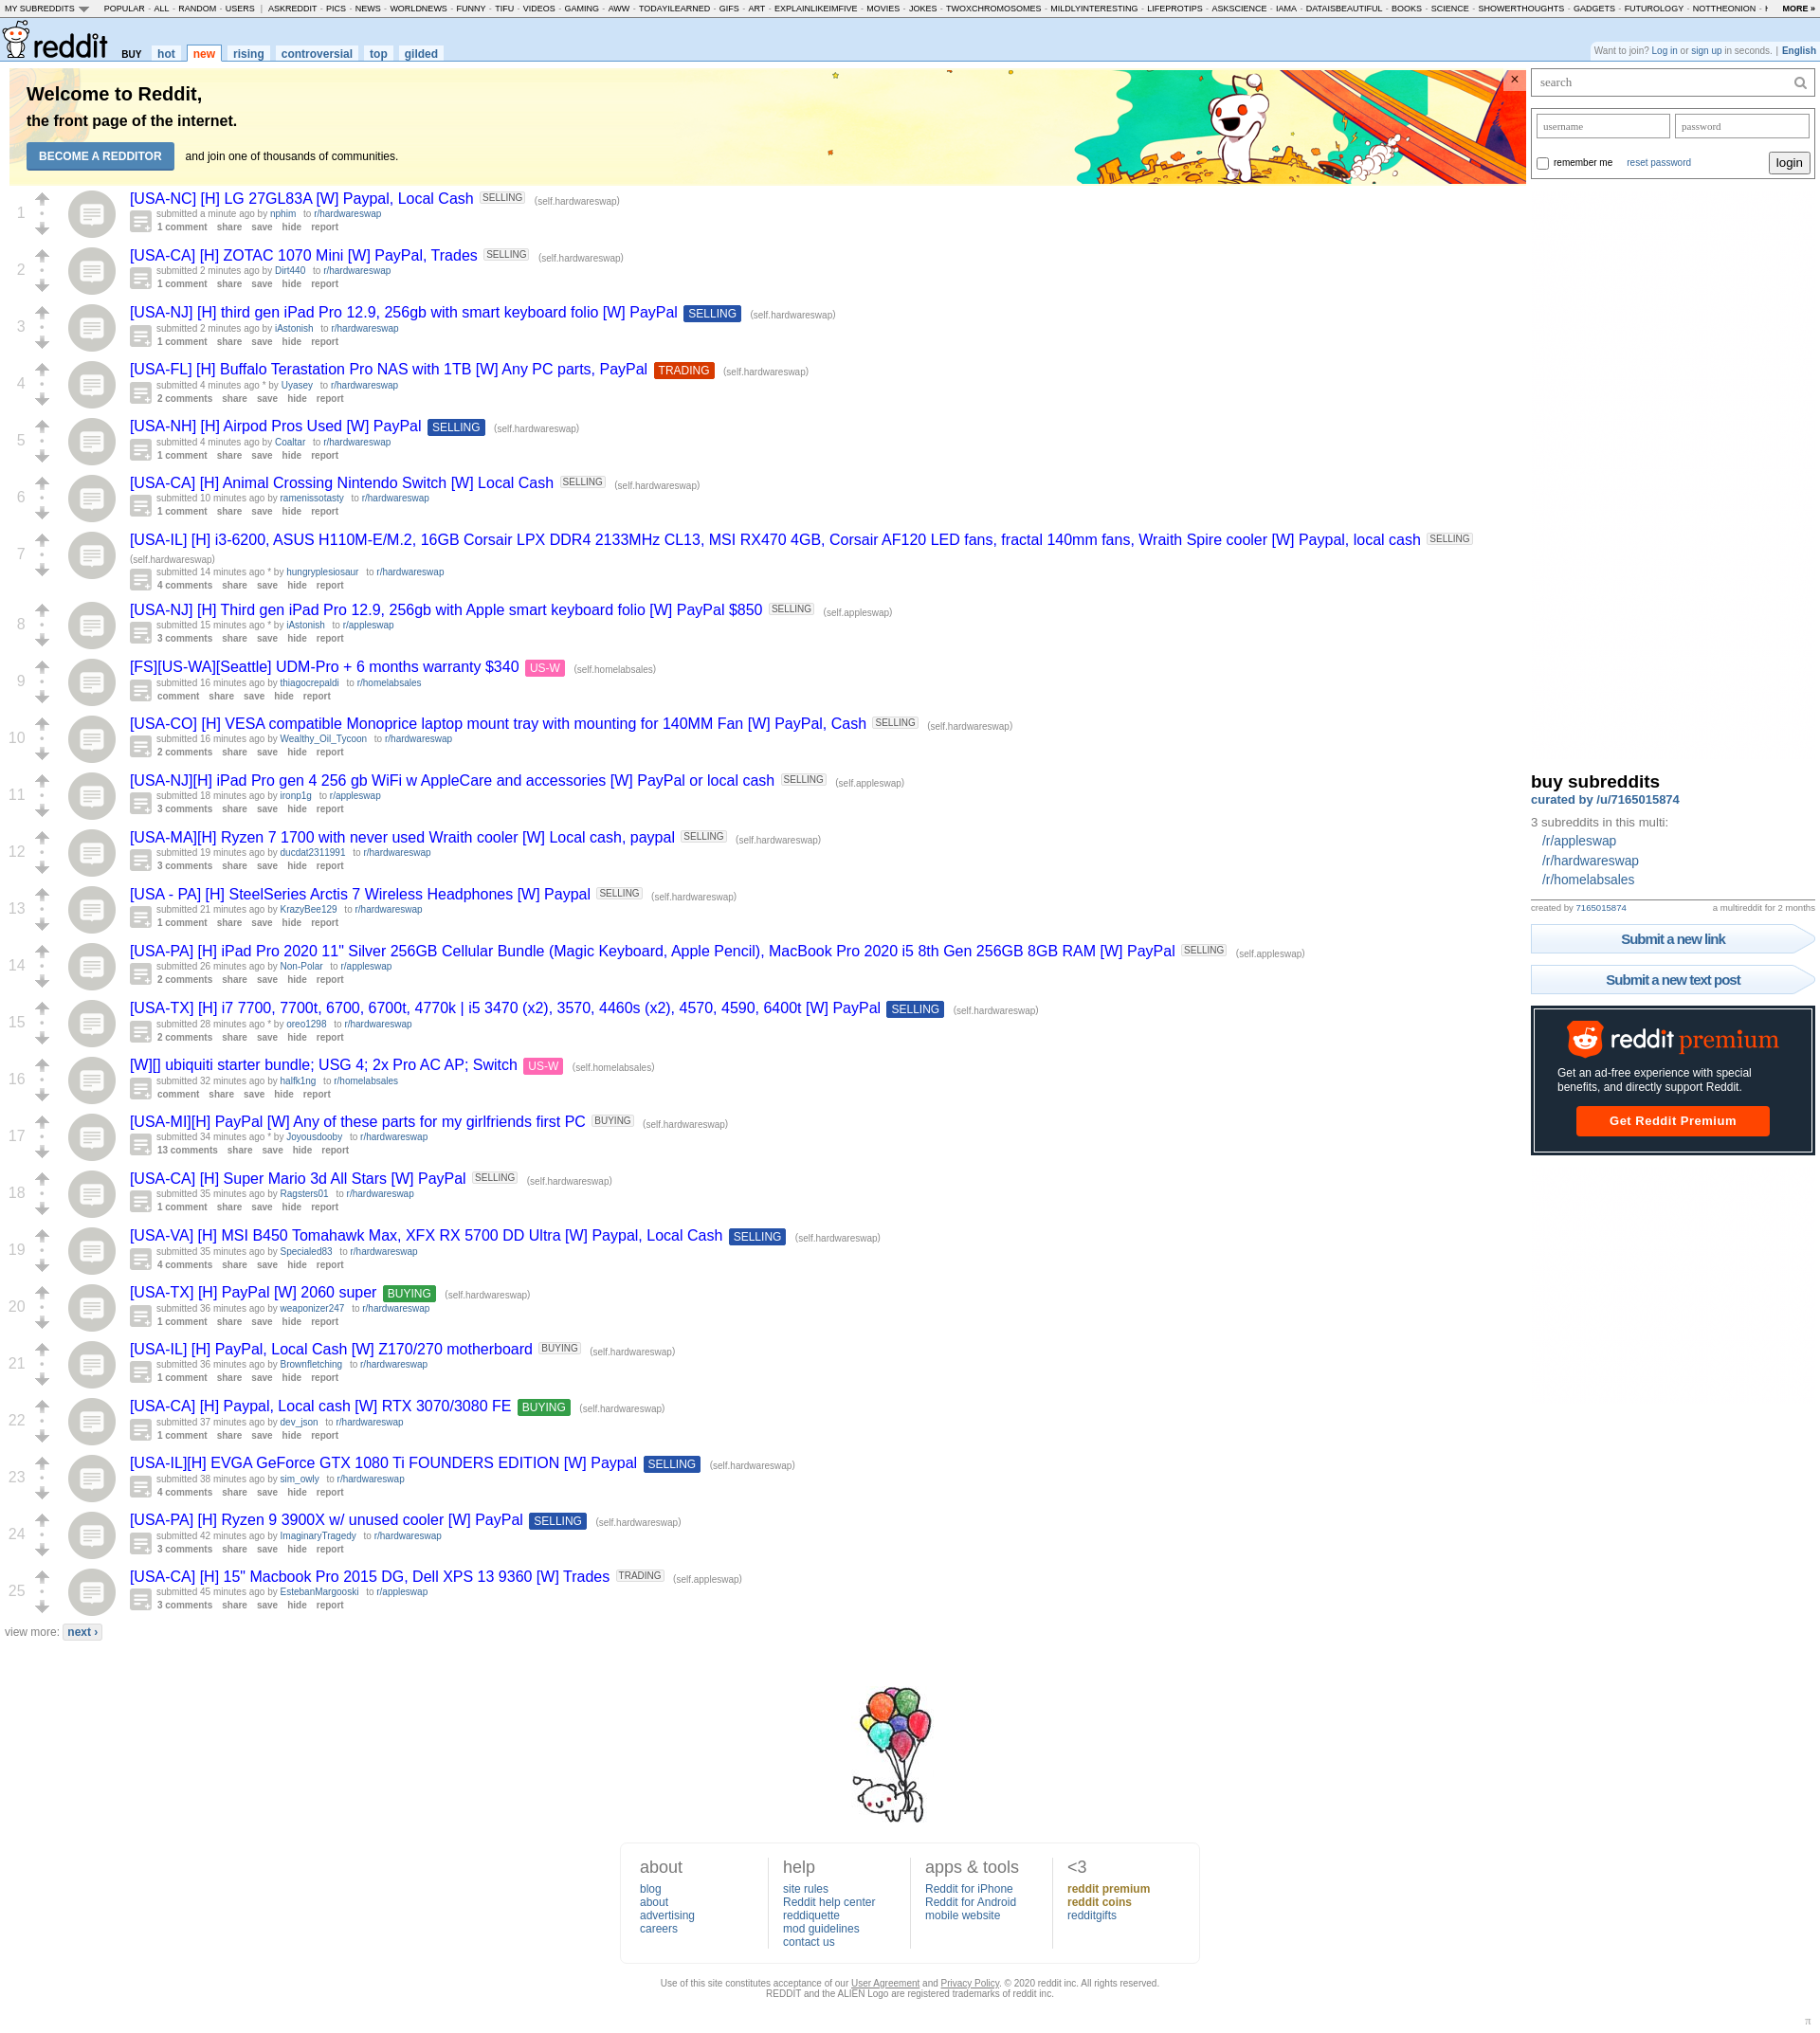 MY SUBREDDITS POPULAR - ALL - RANDOM - USERS | ASKREDDIT - PICS - NEWS - WORLDNEWS - FUNNY - TIFU - VIDEOS - GAMING - AWW - TODAYILEARNED - GIFS - ART - EXPLAINLIKEIMFIVE - MOVIES - JOKES - TWOXCHROMOSOMES - MILDLYINTERESTING - LIFEPROTIPS - ASKSCIENCE - IAMA - DATAISBEAUTIFUL - BOOKS - SCIENCE - SHOWERTHOUGHTS - GADGETS - FUTUROLOGY - NOTTHEONION - MORE »
reddit BUY hot new rising controversial top gilded
Want to join? Log in or sign up in seconds. | English
Welcome to Reddit,
the front page of the internet.
BECOME A REDDITOR and join one of thousands of communities.
×
search
username password
remember me reset password login
1 [USA-NC] [H] LG 27GL83A [W] Paypal, Local Cash SELLING (self.hardwareswap)
submitted a minute ago by nphim to r/hardwareswap
1 comment share save hide report
2 [USA-CA] [H] ZOTAC 1070 Mini [W] PayPal, Trades SELLING (self.hardwareswap)
submitted 2 minutes ago by Dirt440 to r/hardwareswap
1 comment share save hide report
3 [USA-NJ] [H] third gen iPad Pro 12.9, 256gb with smart keyboard folio [W] PayPal SELLING (self.hardwareswap)
submitted 2 minutes ago by iAstonish to r/hardwareswap
1 comment share save hide report
4 [USA-FL] [H] Buffalo Terastation Pro NAS with 1TB [W] Any PC parts, PayPal TRADING (self.hardwareswap)
submitted 4 minutes ago * by Uyasey to r/hardwareswap
2 comments share save hide report
5 [USA-NH] [H] Airpod Pros Used [W] PayPal SELLING (self.hardwareswap)
submitted 4 minutes ago by Coaltar to r/hardwareswap
1 comment share save hide report
6 [USA-CA] [H] Animal Crossing Nintendo Switch [W] Local Cash SELLING (self.hardwareswap)
submitted 10 minutes ago by ramenissotasty to r/hardwareswap
1 comment share save hide report
7 [USA-IL] [H] i3-6200, ASUS H110M-E/M.2, 16GB Corsair LPX DDR4 2133MHz CL13, MSI RX470 4GB, Corsair AF120 LED fans, fractal 140mm fans, Wraith Spire cooler [W] Paypal, local cash SELLING
(self.hardwareswap)
submitted 14 minutes ago * by hungryplesiosaur to r/hardwareswap
4 comments share save hide report
8 [USA-NJ] [H] Third gen iPad Pro 12.9, 256gb with Apple smart keyboard folio [W] PayPal $850 SELLING (self.appleswap)
submitted 15 minutes ago * by iAstonish to r/appleswap
3 comments share save hide report
9 [FS][US-WA][Seattle] UDM-Pro + 6 months warranty $340 US-W (self.homelabsales)
submitted 16 minutes ago by thiagocrepaldi to r/homelabsales
comment share save hide report
10 [USA-CO] [H] VESA compatible Monoprice laptop mount tray with mounting for 140MM Fan [W] PayPal, Cash SELLING (self.hardwareswap)
submitted 16 minutes ago by Wealthy_Oil_Tycoon to r/hardwareswap
2 comments share save hide report
11 [USA-NJ][H] iPad Pro gen 4 256 gb WiFi w AppleCare and accessories [W] PayPal or local cash SELLING (self.appleswap)
submitted 18 minutes ago by ironp1g to r/appleswap
3 comments share save hide report
12 [USA-MA][H] Ryzen 7 1700 with never used Wraith cooler [W] Local cash, paypal SELLING (self.hardwareswap)
submitted 19 minutes ago by ducdat2311991 to r/hardwareswap
3 comments share save hide report
13 [USA - PA] [H] SteelSeries Arctis 7 Wireless Headphones [W] Paypal SELLING (self.hardwareswap)
submitted 21 minutes ago by KrazyBee129 to r/hardwareswap
1 comment share save hide report
14 [USA-PA] [H] iPad Pro 2020 11" Silver 256GB Cellular Bundle (Magic Keyboard, Apple Pencil), MacBook Pro 2020 i5 8th Gen 256GB 8GB RAM [W] PayPal SELLING (self.appleswap)
submitted 26 minutes ago by Non-Polar to r/appleswap
2 comments share save hide report
15 [USA-TX] [H] i7 7700, 7700t, 6700, 6700t, 4770k | i5 3470 (x2), 3570, 4460s (x2), 4570, 4590, 6400t [W] PayPal SELLING (self.hardwareswap)
submitted 28 minutes ago * by oreo1298 to r/hardwareswap
2 comments share save hide report
16 [W][] ubiquiti starter bundle; USG 4; 2x Pro AC AP; Switch US-W (self.homelabsales)
submitted 32 minutes ago by halfk1ng to r/homelabsales
comment share save hide report
17 [USA-MI][H] PayPal [W] Any of these parts for my girlfriends first PC BUYING (self.hardwareswap)
submitted 34 minutes ago * by Joyousdooby to r/hardwareswap
13 comments share save hide report
18 [USA-CA] [H] Super Mario 3d All Stars [W] PayPal SELLING (self.hardwareswap)
submitted 35 minutes ago by Ragsters01 to r/hardwareswap
1 comment share save hide report
19 [USA-VA] [H] MSI B450 Tomahawk Max, XFX RX 5700 DD Ultra [W] Paypal, Local Cash SELLING (self.hardwareswap)
submitted 35 minutes ago by Specialed83 to r/hardwareswap
4 comments share save hide report
20 [USA-TX] [H] PayPal [W] 2060 super BUYING (self.hardwareswap)
submitted 36 minutes ago by weaponizer247 to r/hardwareswap
1 comment share save hide report
21 [USA-IL] [H] PayPal, Local Cash [W] Z170/270 motherboard BUYING (self.hardwareswap)
submitted 36 minutes ago by Brownfletching to r/hardwareswap
1 comment share save hide report
22 [USA-CA] [H] Paypal, Local cash [W] RTX 3070/3080 FE BUYING (self.hardwareswap)
submitted 37 minutes ago by dev_json to r/hardwareswap
1 comment share save hide report
23 [USA-IL][H] EVGA GeForce GTX 1080 Ti FOUNDERS EDITION [W] Paypal SELLING (self.hardwareswap)
submitted 38 minutes ago by sim_owly to r/hardwareswap
4 comments share save hide report
24 [USA-PA] [H] Ryzen 9 3900X w/ unused cooler [W] PayPal SELLING (self.hardwareswap)
submitted 42 minutes ago by ImaginaryTragedy to r/hardwareswap
3 comments share save hide report
25 [USA-CA] [H] 15" Macbook Pro 2015 DG, Dell XPS 13 9360 [W] Trades TRADING (self.appleswap)
submitted 45 minutes ago by EstebanMargooski to r/appleswap
3 comments share save hide report
view more: next ›
buy subreddits
curated by /u/7165015874
3 subreddits in this multi:
/r/appleswap
/r/hardwareswap
/r/homelabsales
created by 7165015874 a multireddit for 2 months
Submit a new link
Submit a new text post
reddit premium
Get an ad-free experience with special
benefits, and directly support Reddit.
Get Reddit Premium
about
blog
about
advertising
careers
help
site rules
Reddit help center
reddiquette
mod guidelines
contact us
apps & tools
Reddit for iPhone
Reddit for Android
mobile website
<3
reddit premium
reddit coins
redditgifts
Use of this site constitutes acceptance of our User Agreement and Privacy Policy. © 2020 reddit inc. All rights reserved.
REDDIT and the ALIEN Logo are registered trademarks of reddit inc.
π